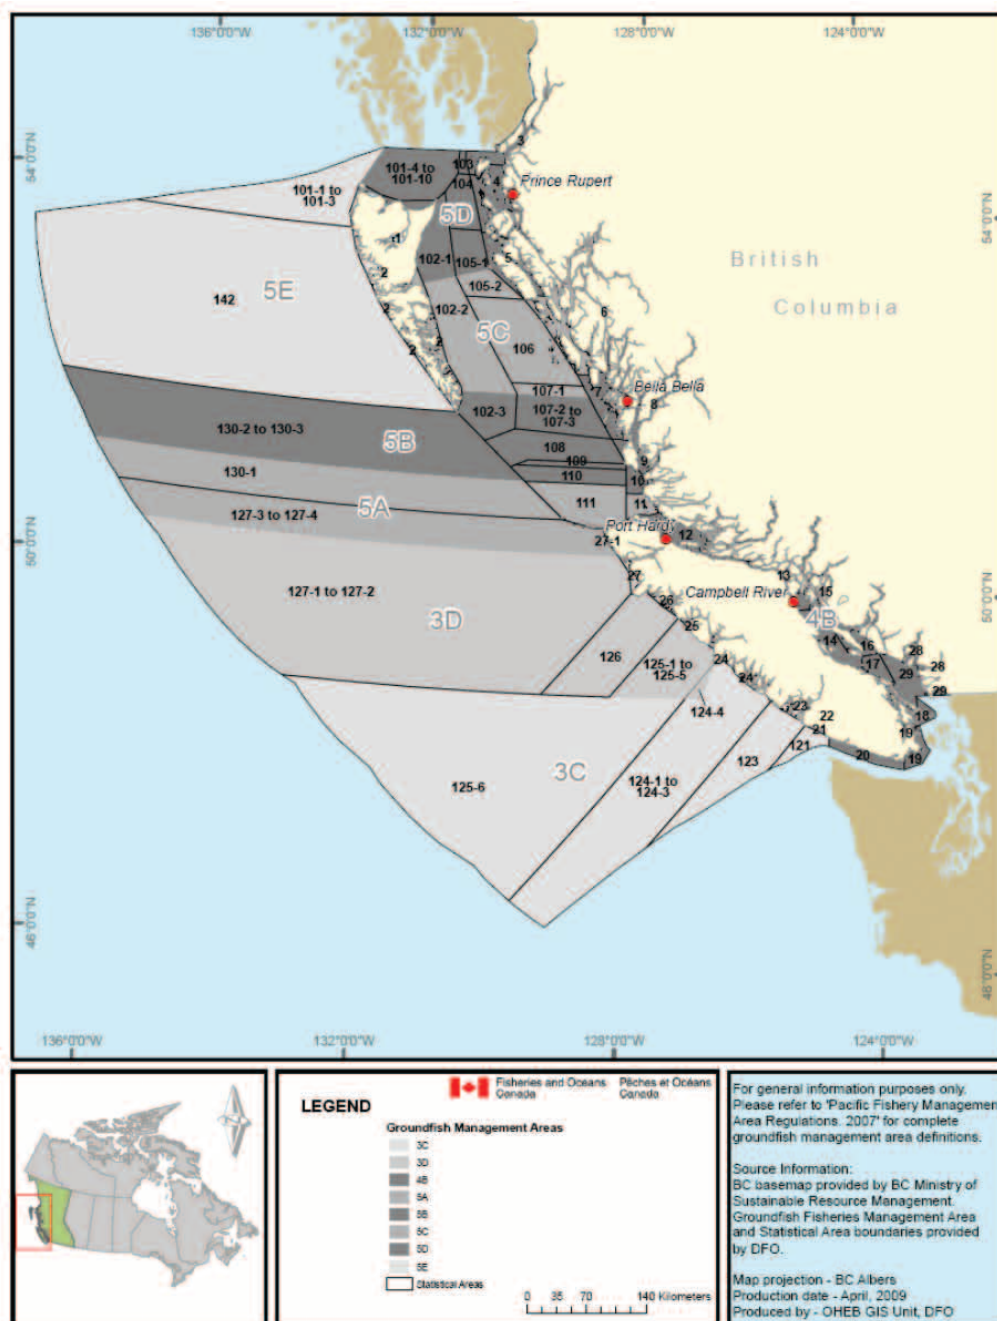 136°0'0"W
132°0'0"W
128°0'0"W
124°0'0"W
54°0'0"N
54°0'0"N
50°0'0"N
50°0'0"N
48°0'0"N
3
103
101-4 to
101-10
104
4
Prince Rupert
101-1 to
101-3
5D
1
102-1
105-1
5
British
2
105-2
Columbia
142
5E
2
102-2
6
5C
2
2
106
107-1
7
Bella Bella
8
102-3
107-2 to
107-3
130-2 to 130-3
5B
108
109
9
110
10
130-1
111
11
5A
127-3 to 127-4
Port Hardy
27-1
12
27
13
15
127-1 to 127-2
Campbell River
26
4B
3D
25
14
16
28
126
125-1 to
125-5
24
17
28
29
24
29
124-4
23
22
18
21
19
121
20
19
3C
123
125-6
124-1 to
124-3
136°0'0"W
132°0'0"W
128°0'0"W
124°0'0"W
LEGEND
Fisheries and Oceans
Canada
Pêches et Océans
Canada
Groundfish Management Areas
3C
3D
4B
5A
5B
5C
5D
5E
Statistical Areas
0 35 70 140 Kilometers
For general information purposes only.
Please refer to 'Pacific Fishery Managemen
Area Regulations. 2007' for complete
groundfish management area definitions.
Source Information:
BC basemap provided by BC Ministry of
Sustainable Resource Management.
Groundfish Fisheries Management Area
and Statistical Area boundaries provided
by DFO.
Map projection - BC Albers
Production date - April, 2009
Produced by - OHEB GIS Unit, DFO